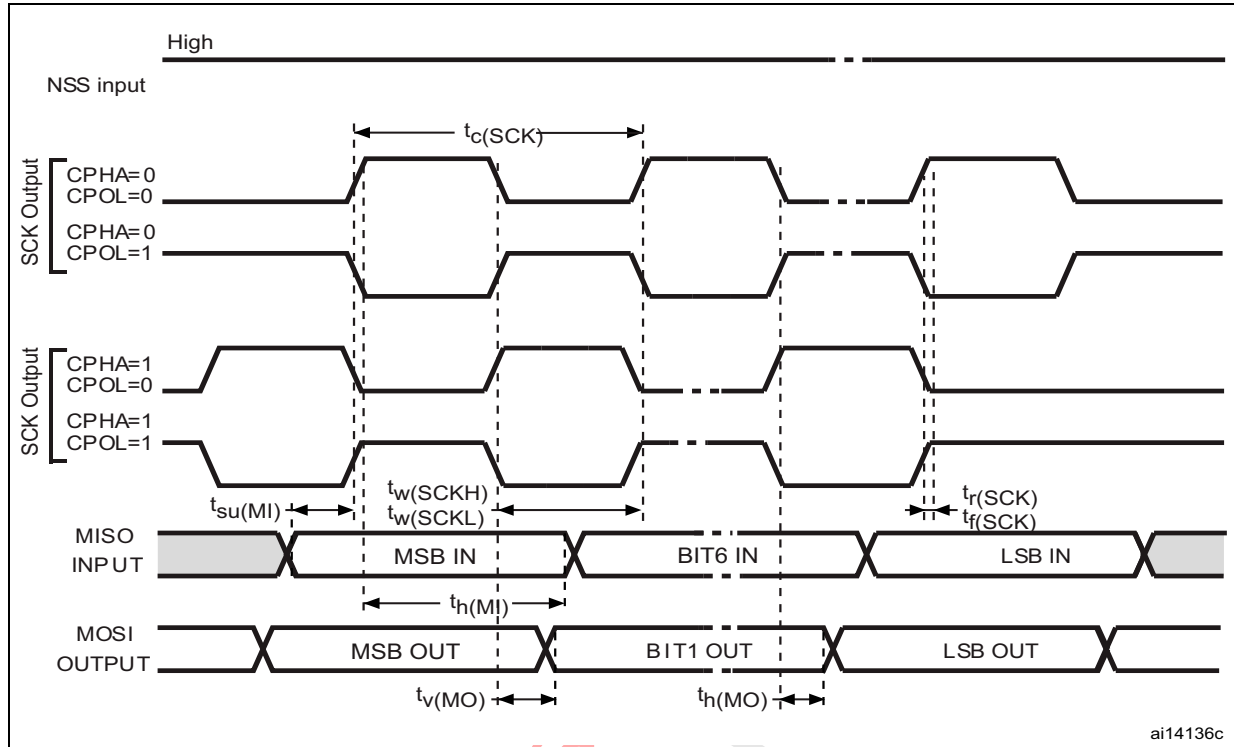 High
NSS input
tc(SCK)
SCK Output
CPHA=0
CPOL=0
CPHA=0
CPOL=1
SCK Output
CPHA=1
CPOL=0
CPHA=1
CPOL=1
tsu(MI)
tw(SCKH)
tw(SCKL)
tr(SCK)
tf(SCK)
MISO
INPUT
MSB IN
BIT6 IN
LSB IN
th(MI)
MOSI
OUTPUT
MSB OUT
BIT1 OUT
LSB OUT
tv(MO)
th(MO)
ai14136c